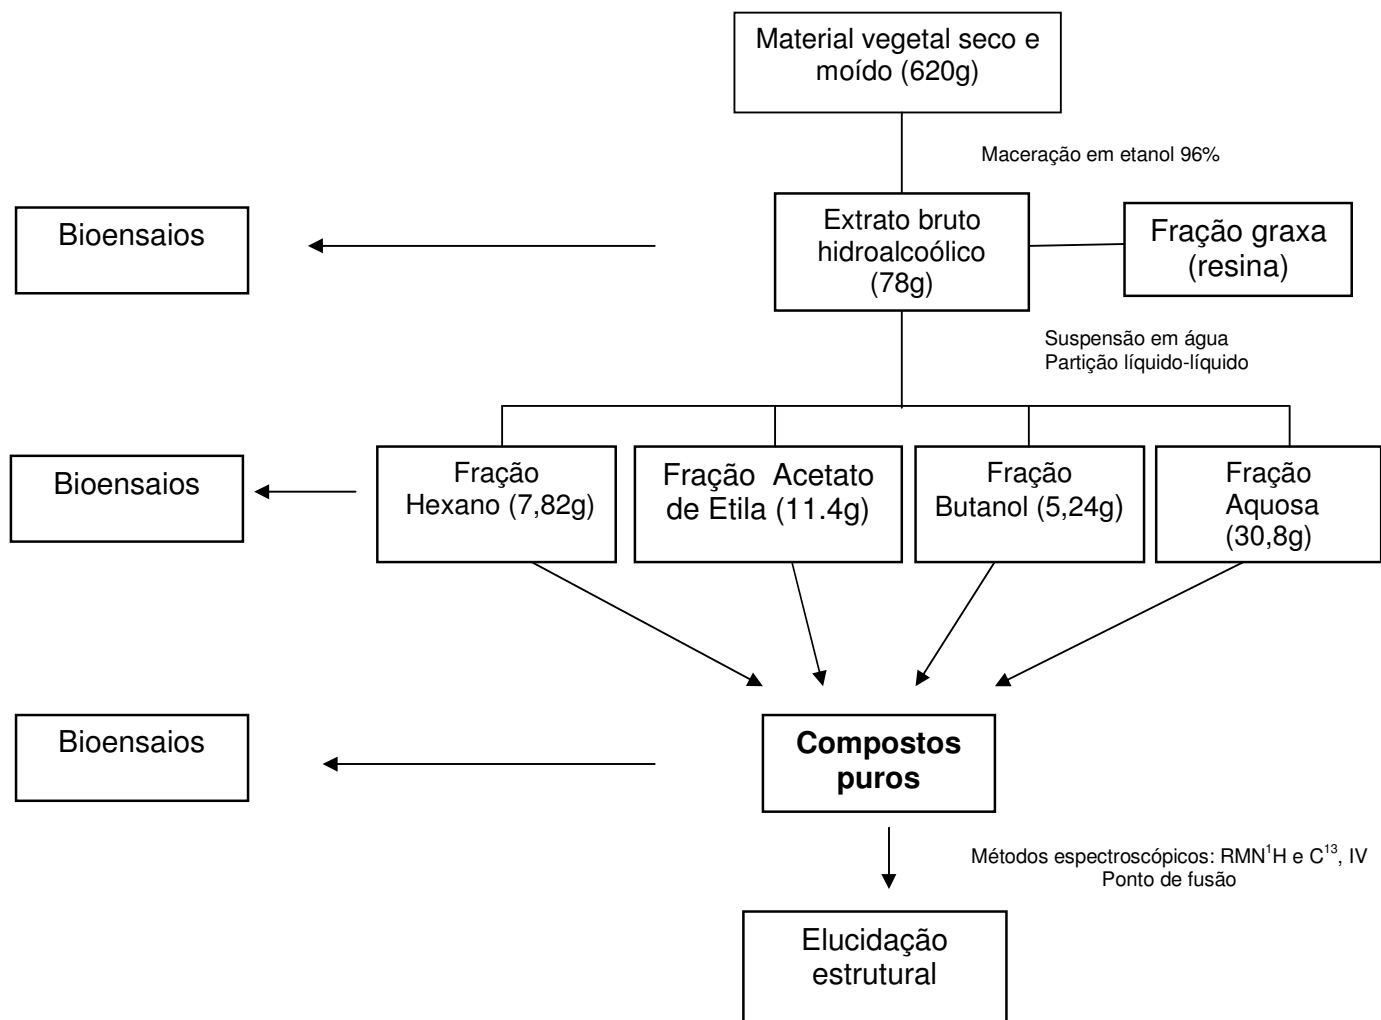 Material vegetal seco e
moído (620g)
Maceração em etanol 96%
Bioensaios
Extrato bruto
hidroalcoólico
(78g)
Fração graxa
(resina)
Suspensão em água
Partição líquido-líquido
Bioensaios
Fração
Hexano (7,82g)
Fração Acetato
de Etila (11.4g)
Fração
Butanol (5,24g)
Fração
Aquosa
(30,8g)
Bioensaios
Compostos
puros
Métodos espectroscópicos: RMN¹H e C¹³, IV
Ponto de fusão
Elucidação
estrutural